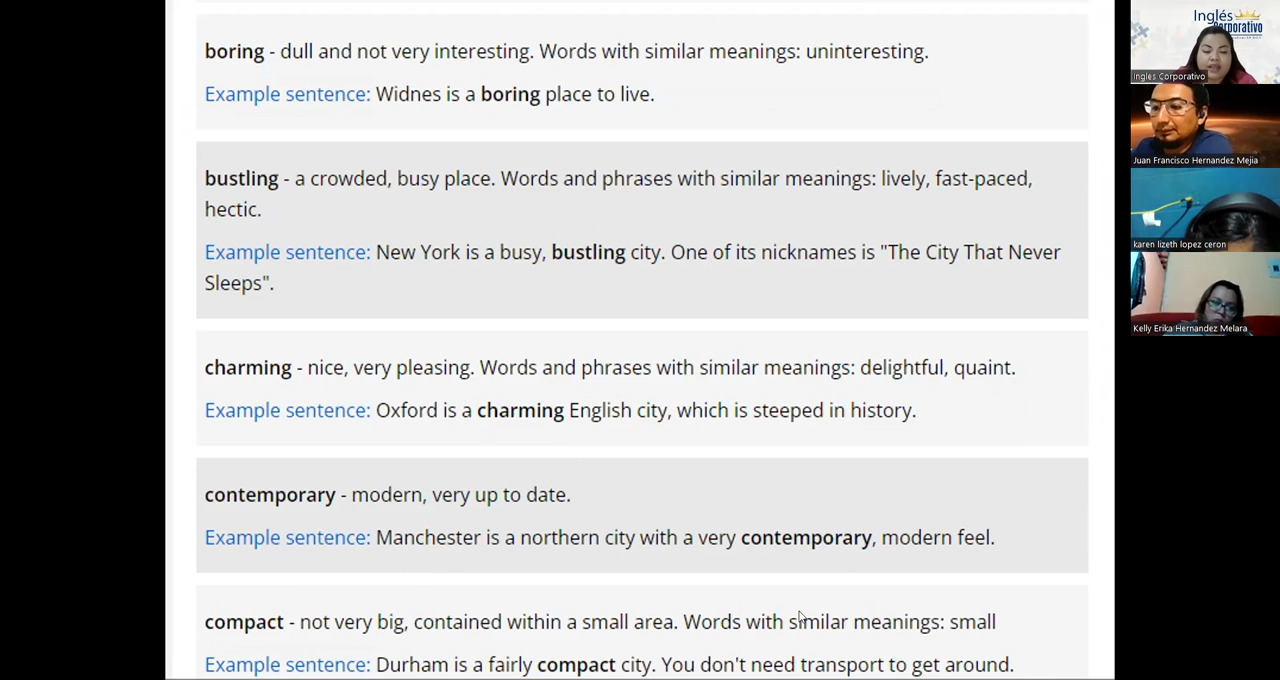 boring - dull and not very interesting. Words with similar meanings: uninteresting.
Example sentence: Widnes is a boring place to live.
bustling - a crowded, busy place. Words and phrases with similar meanings: lively, fast-paced,
hectic.
Example sentence: New York is a busy, bustling city. One of its nicknames is "The City That Never
Sleeps".
charming - nice, very pleasing. Words and phrases with similar meanings: delightful, quaint.
Example sentence: Oxford is a charming English city, which is steeped in history.
contemporary - modern, very up to date.
Example sentence: Manchester is a northern city with a very contemporary, modern feel.
compact - not very big, contained within a small area. Words with similar meanings: small
Example sentence: Durham is a fairly compact city. You don't need transport to get around.
Inglés
Corporativo
Ingles Corporativo
Juan Francisco Hernandez Mejia
karen lizeth lopez ceron
Kelly Erika Hernandez Melara